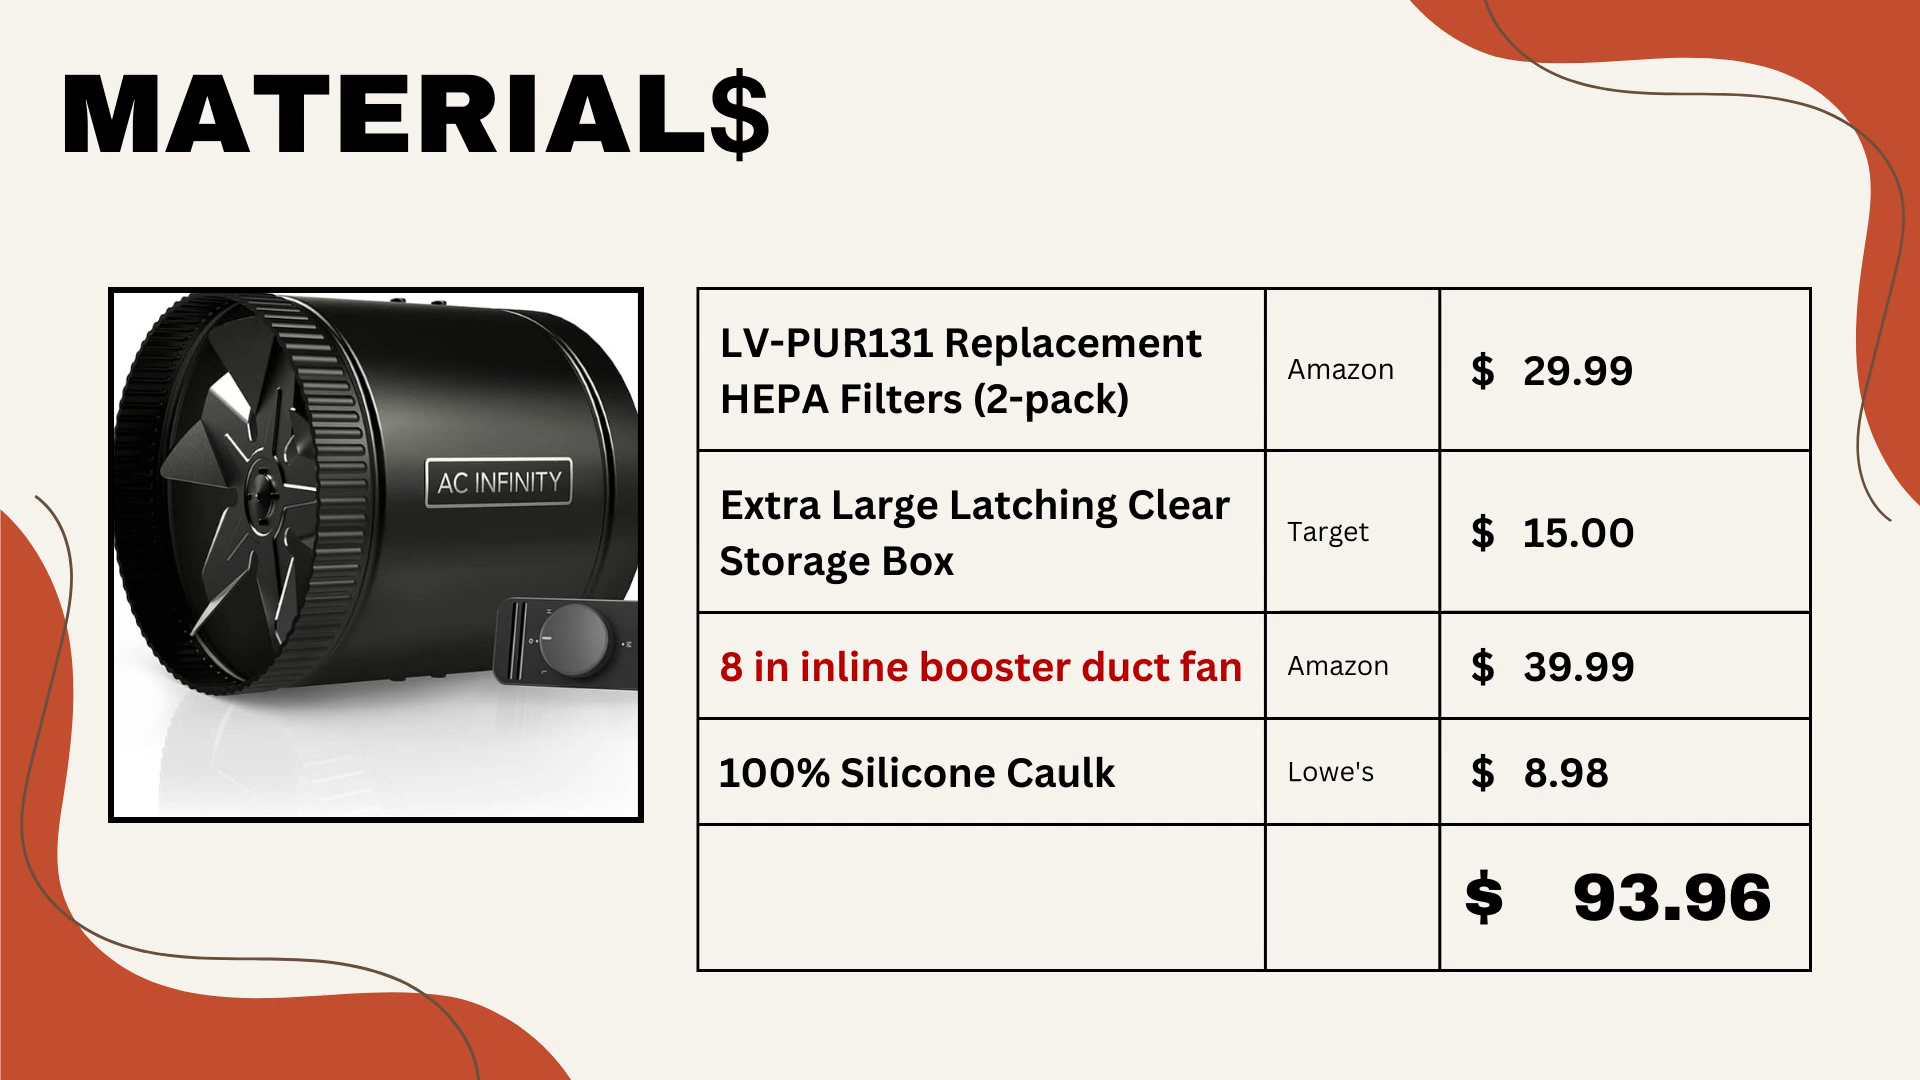 MATERIAL$
AC INFINITY
LV-PUR131 Replacement
HEPA Filters (2-pack)
Amazon
$ 29.99
Extra Large Latching Clear
Storage Box
Target
$ 15.00
8 in inline booster duct fan
Amazon
$ 39.99
100% Silicone Caulk
Lowe's
$ 8.98
$ 93.96